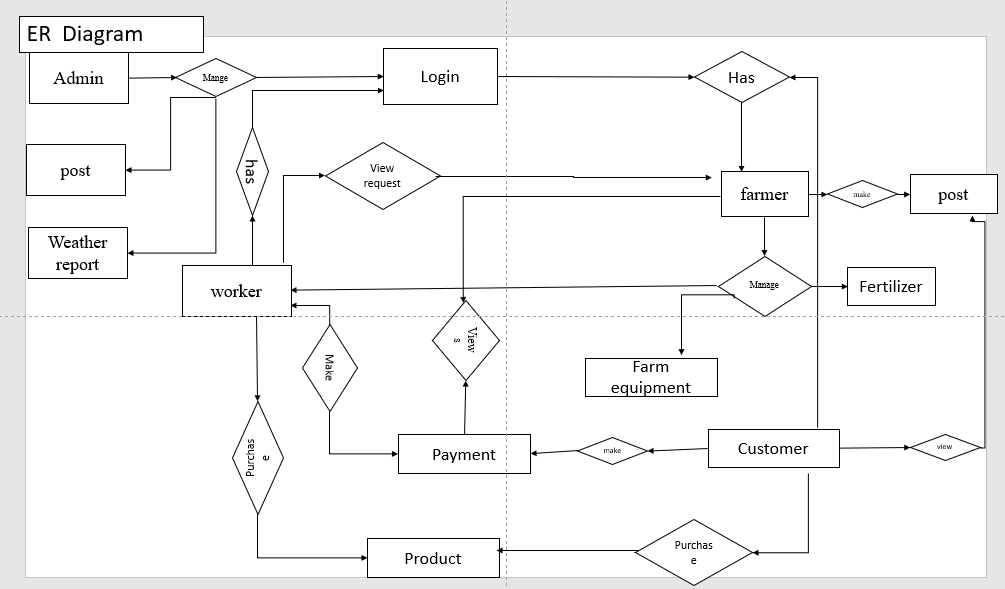 ER  Diagram
Admin
Mange
Login
Has
post
has
View
request
farmer
make
post
Weather
report
worker
Manage
Fertilizer
View
s
Make
Farm
equipment
Purchas
e
Payment
make
Customer
view
Product
Purchas
e